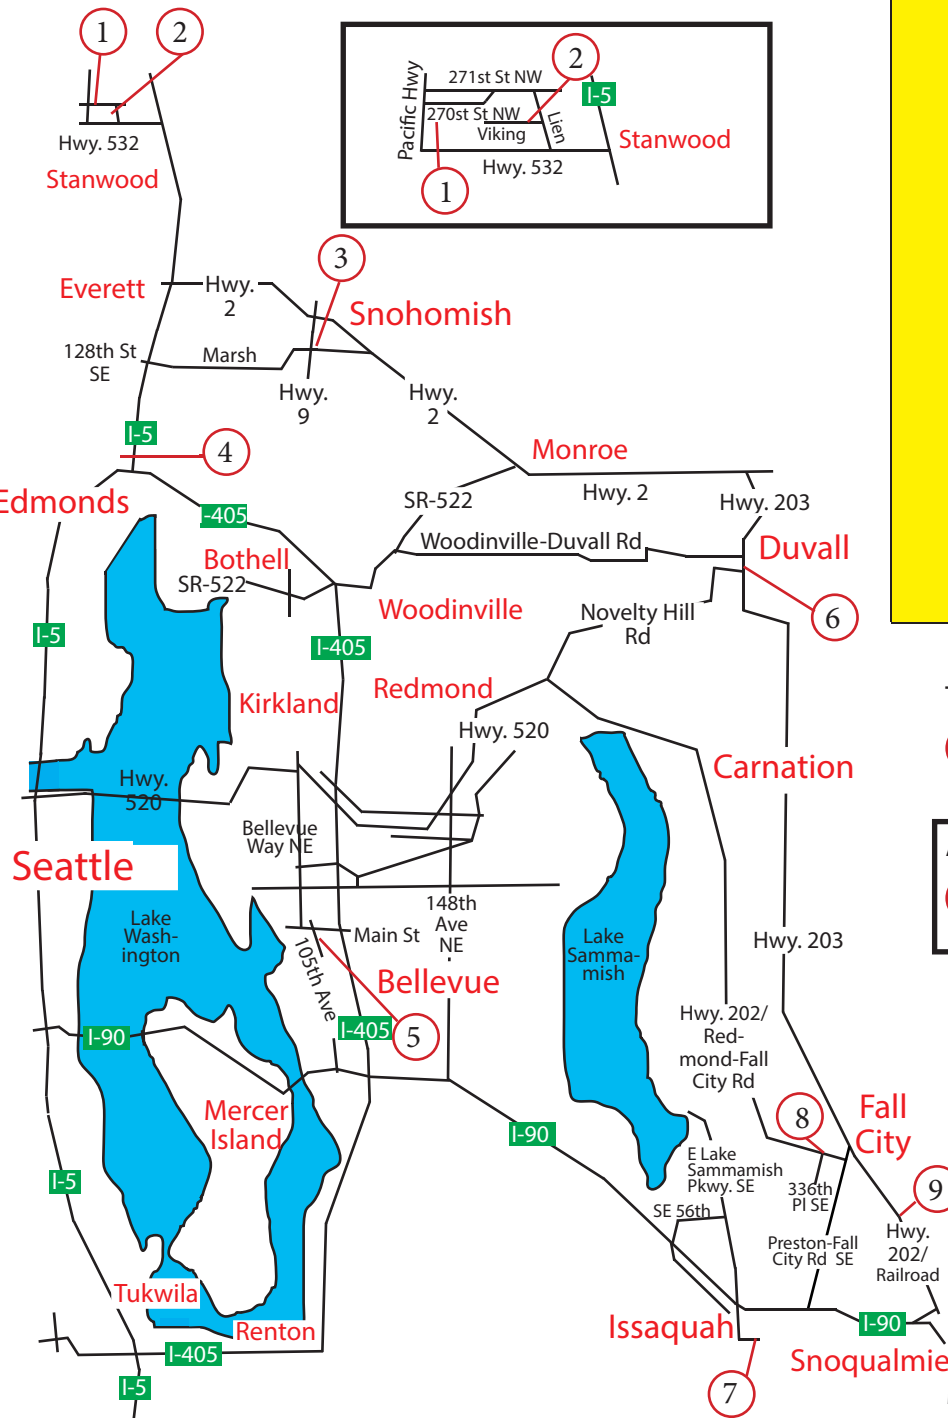 1
2
Hwy. 532
Stanwood
Pacific Hwy
271st St NW
2
I-5
270st St NW
Viking
Lien
Stanwood
Hwy. 532
1
3
Everett
Hwy.
2
Snohomish
128th St
SE
Marsh
Hwy.
9
Hwy.
2
I-5
4
Monroe
Edmonds
I-405
SR-522
Hwy. 2
Hwy. 203
Woodinville-Duvall Rd
Duvall
Bothell
SR-522
Woodinville
Novelty Hill
Rd
6
I-5
I-405
Kirkland
Redmond
Hwy. 520
Hwy.
520
Carnation
Bellevue
Way NE
Seattle
Lake
Wash-
ington
148th
Ave
NE
Main St
105th Ave
Bellevue
Lake
Samma-
mish
Hwy. 203
I-90
I-405
5
Hwy. 202/
Red-
mond-Fall
City Rd
Mercer
Island
I-90
8
Fall
City
E Lake
Sammamish
Pkwy. SE
I-5
336th
Pl SE
9
SE 56th
Preston-Fall
City Rd SE
Hwy.
202/
Railroad
Tukwila
Renton
Issaquah
I-90
I-405
Snoqualmie
I-5
7